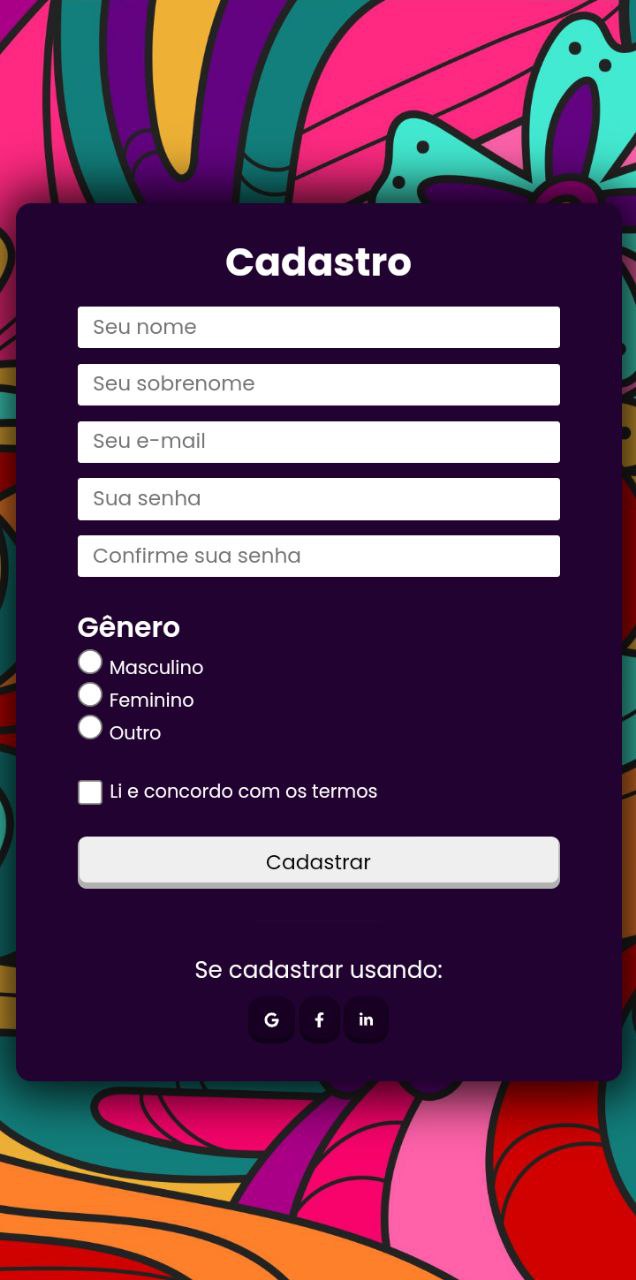 Cadastro
Seu nome
Seu sobrenome
Seu e-mail
Sua senha
Confirme sua senha
Gênero
Masculino
Feminino
Outro
Li e concordo com os termos
Cadastrar
Se cadastrar usando:
G f in